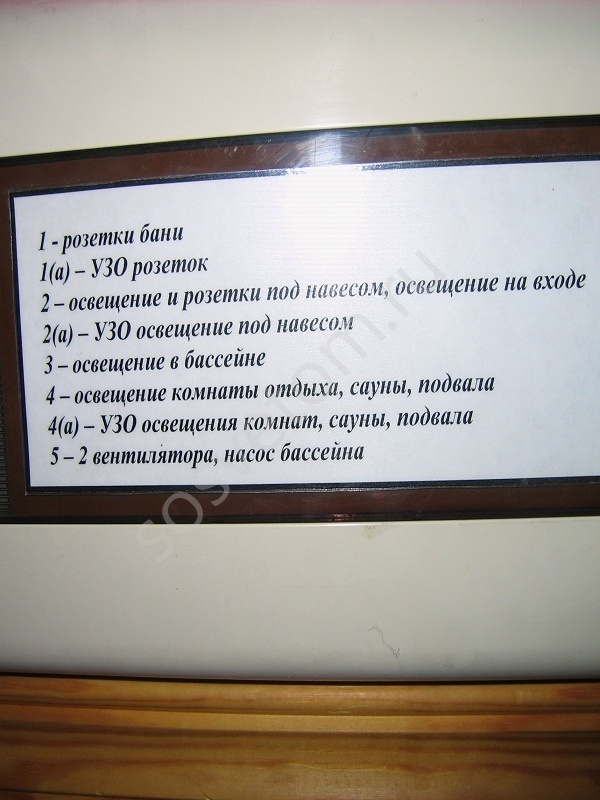 1 - розетки бани
1(а) – УЗО розеток
2 – освещение и розетки под навесом, освещение на входе
2(а) – УЗО освещение под навесом
3 – освещение в бассейне
4 – освещение комнаты отдыха, сауны, подвала
4(а) – УЗО освещения комнат, сауны, подвала
5 – 2 вентилятора, насос бассейна